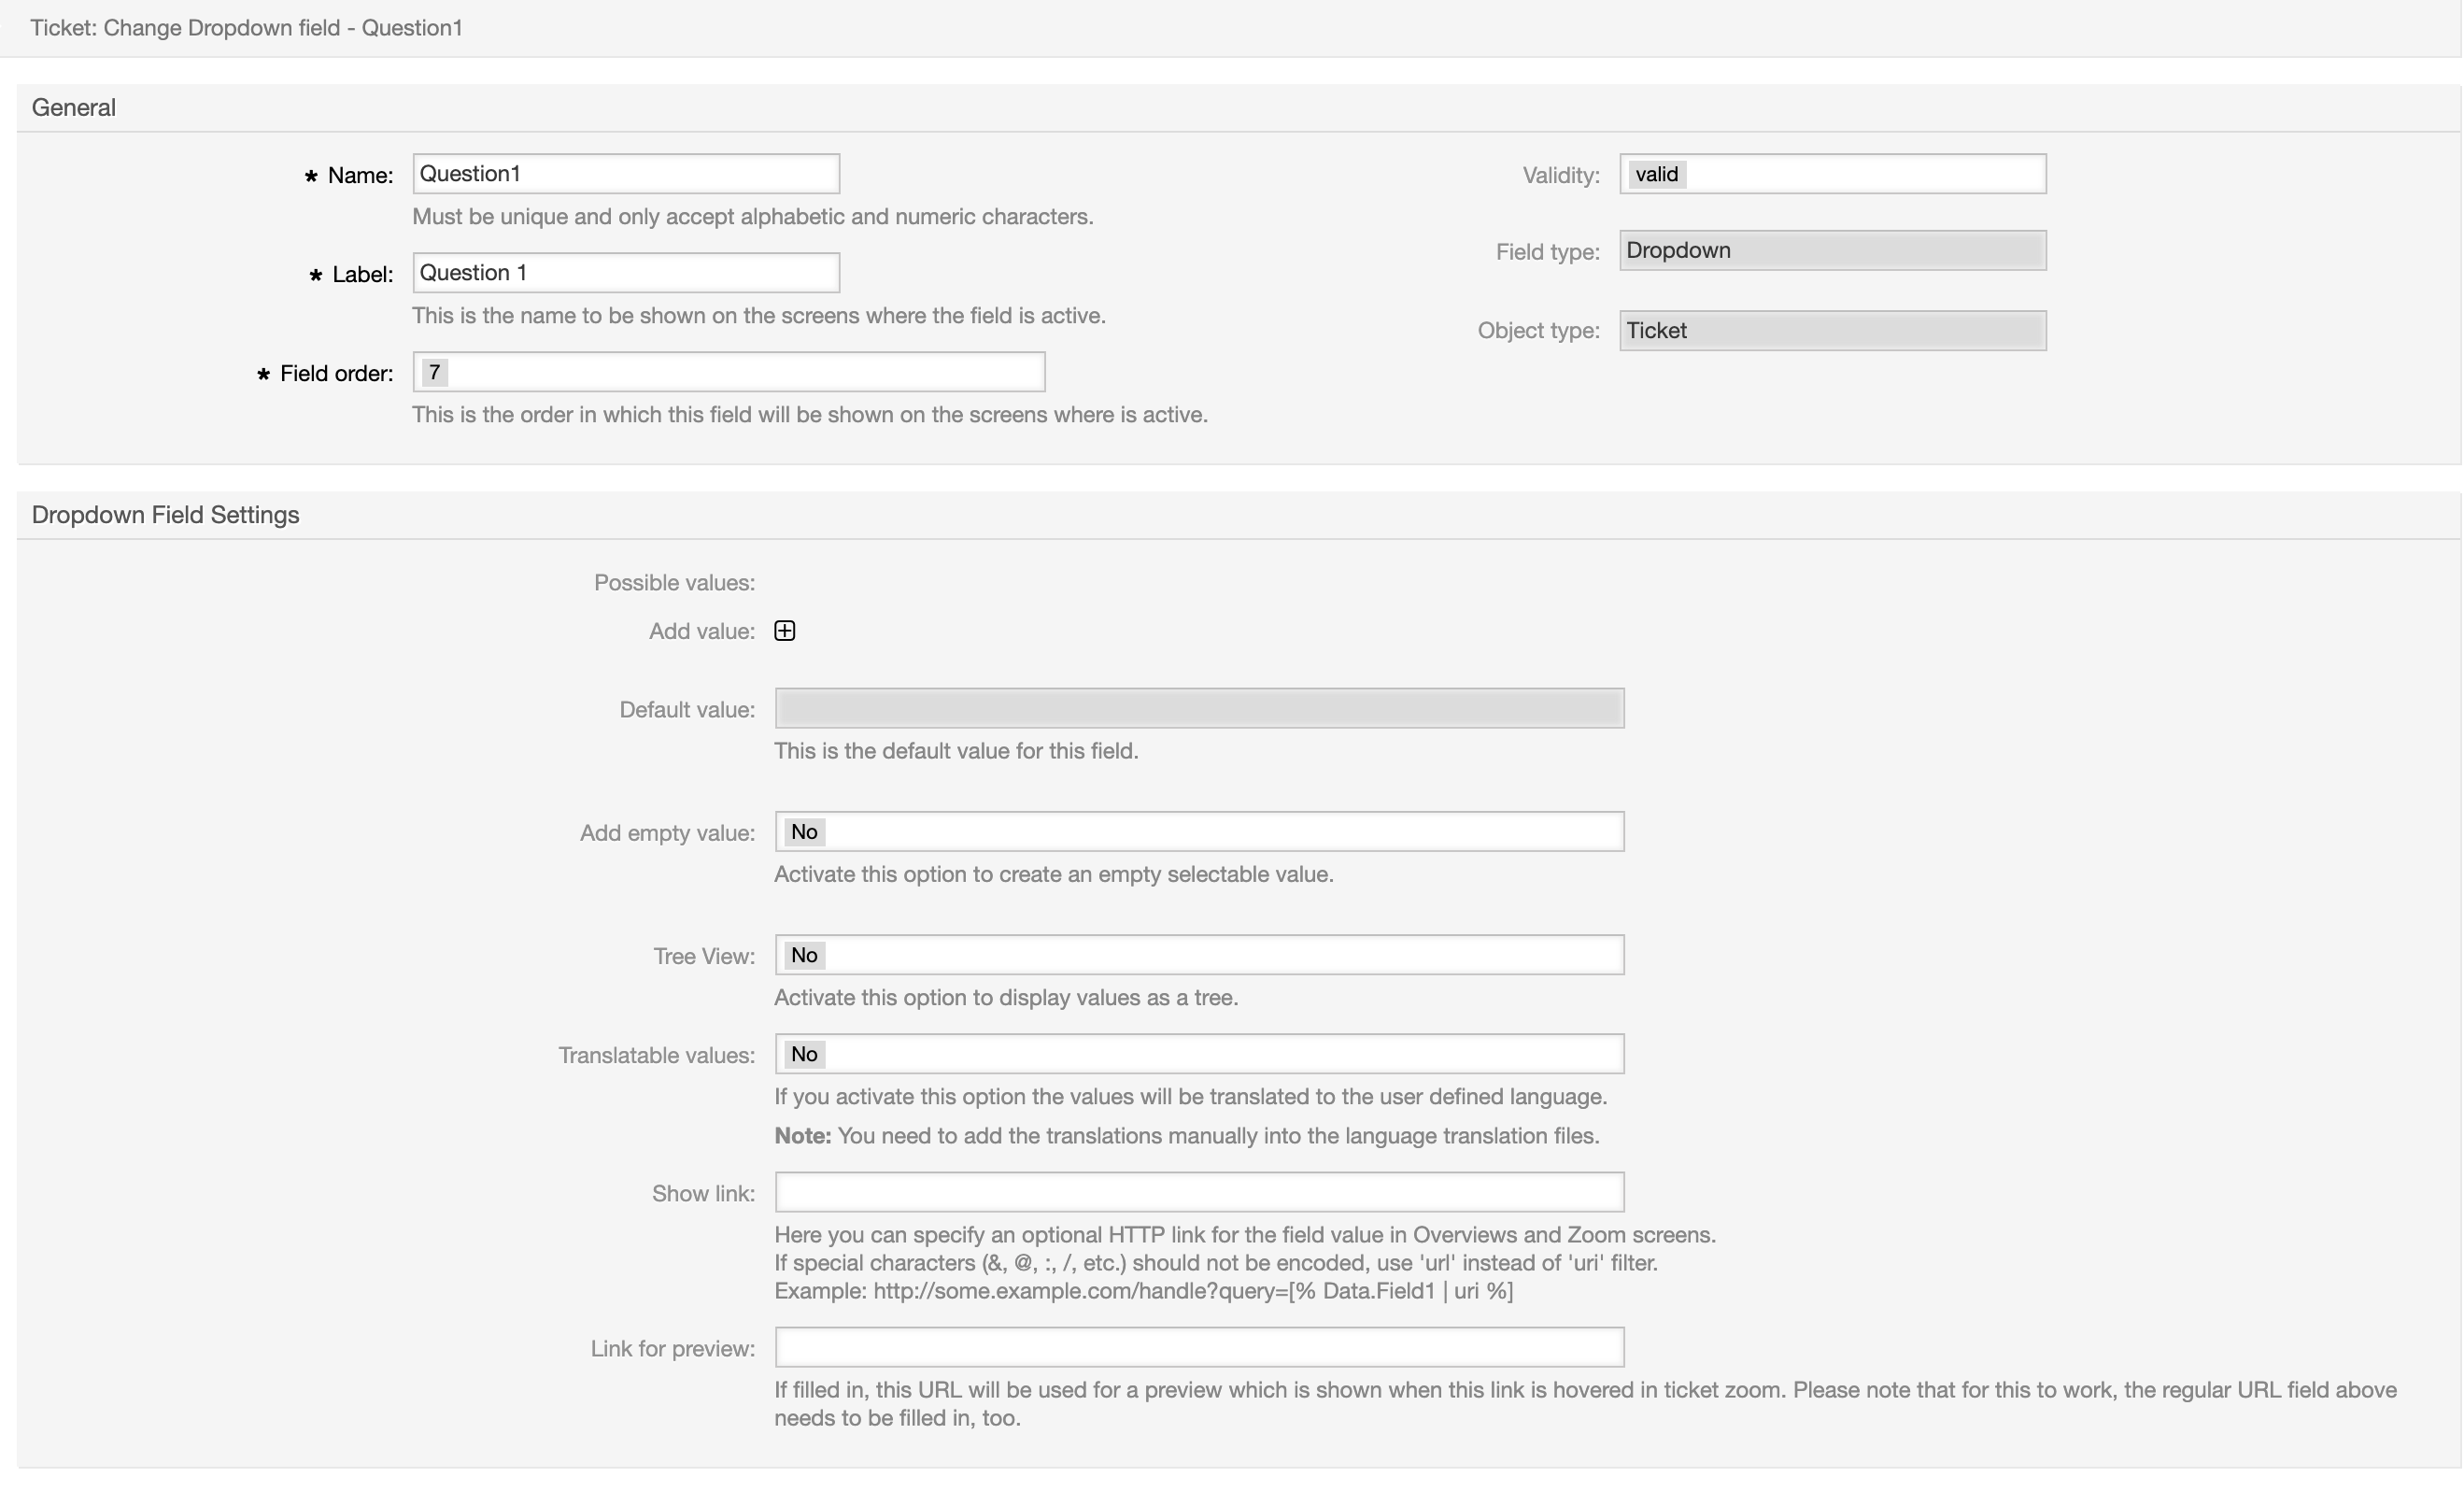 Ticket: Change Dropdown field - Question1
General
* Name: Question1
Must be unique and only accept alphabetic and numeric characters.
* Label: Question 1
This is the name to be shown on the screens where the field is active.
* Field order: 7
This is the order in which this field will be shown on the screens where is active.
Validity: valid
Field type: Dropdown
Object type: Ticket
Dropdown Field Settings
Possible values:
Add value:
Default value:
This is the default value for this field.
Add empty value: No
Activate this option to create an empty selectable value.
Tree View: No
Activate this option to display values as a tree.
Translatable values: No
If you activate this option the values will be translated to the user defined language.
Note: You need to add the translations manually into the language translation files.
Show link:
Here you can specify an optional HTTP link for the field value in Overviews and Zoom screens.
If special characters (&, @, :, /, etc.) should not be encoded, use 'url' instead of 'uri' filter.
Example: http://some.example.com/handle?query=[% Data.Field1 | uri %]
Link for preview:
If filled in, this URL will be used for a preview which is shown when this link is hovered in ticket zoom. Please note that for this to work, the regular URL field above
needs to be filled in, too.